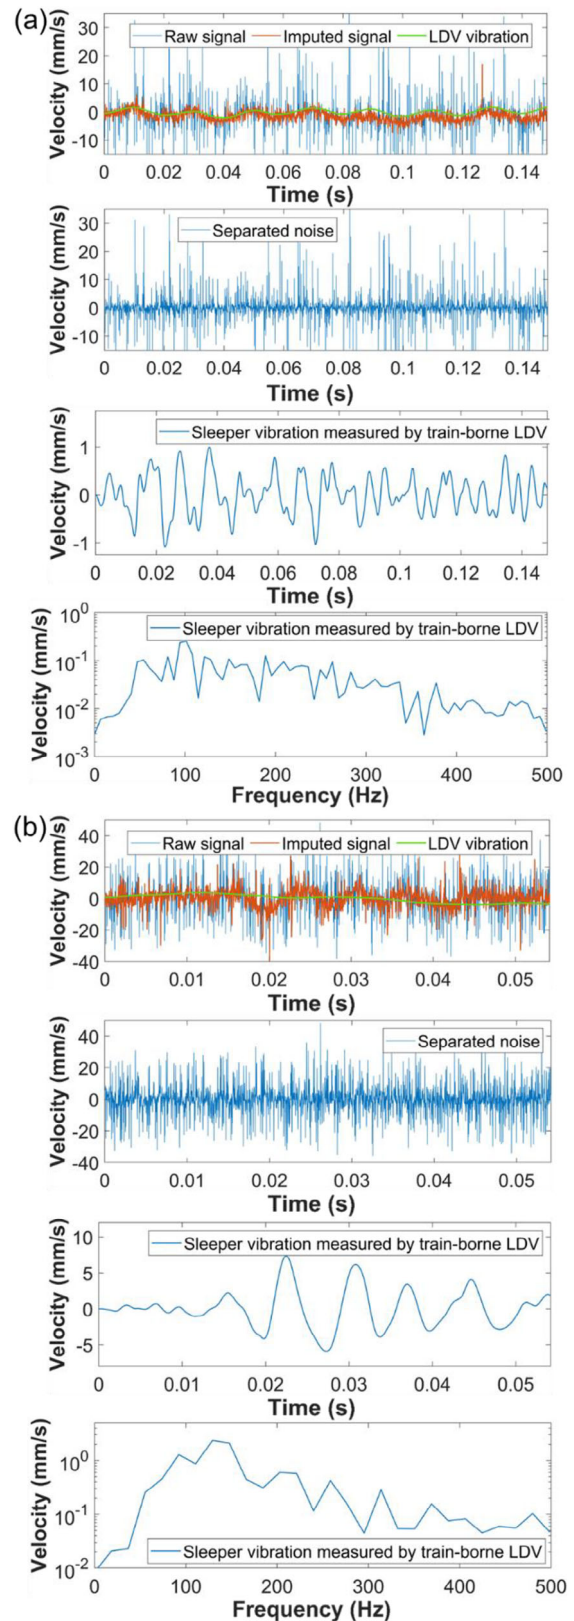 (a)
Raw signal Imputed signal LDV vibration
Velocity (mm/s)
30
20
10
0
-10
0 0.02 0.04 0.06 0.08 0.1 0.12 0.14
Time (s)
Separated noise
Velocity (mm/s)
30
20
10
0
-10
0 0.02 0.04 0.06 0.08 0.1 0.12 0.14
Time (s)
Sleeper vibration measured by train-borne LDV
Velocity (mm/s)
1
0
-1
0 0.02 0.04 0.06 0.08 0.1 0.12 0.14
Time (s)
Sleeper vibration measured by train-borne LDV
Velocity (mm/s)
10^0
10^-1
10^-2
10^-3
0 100 200 300 400 500
Frequency (Hz)
(b)
Raw signal Imputed signal LDV vibration
Velocity (mm/s)
40
20
0
-20
-40
0 0.01 0.02 0.03 0.04 0.05
Time (s)
Separated noise
Velocity (mm/s)
40
20
0
-20
-40
0 0.01 0.02 0.03 0.04 0.05
Time (s)
Sleeper vibration measured by train-borne LDV
Velocity (mm/s)
10
5
0
-5
0 0.01 0.02 0.03 0.04 0.05
Time (s)
Velocity (mm/s)
10^0
10^-1
10^-2
Sleeper vibration measured by train-borne LDV
0 100 200 300 400 500
Frequency (Hz)